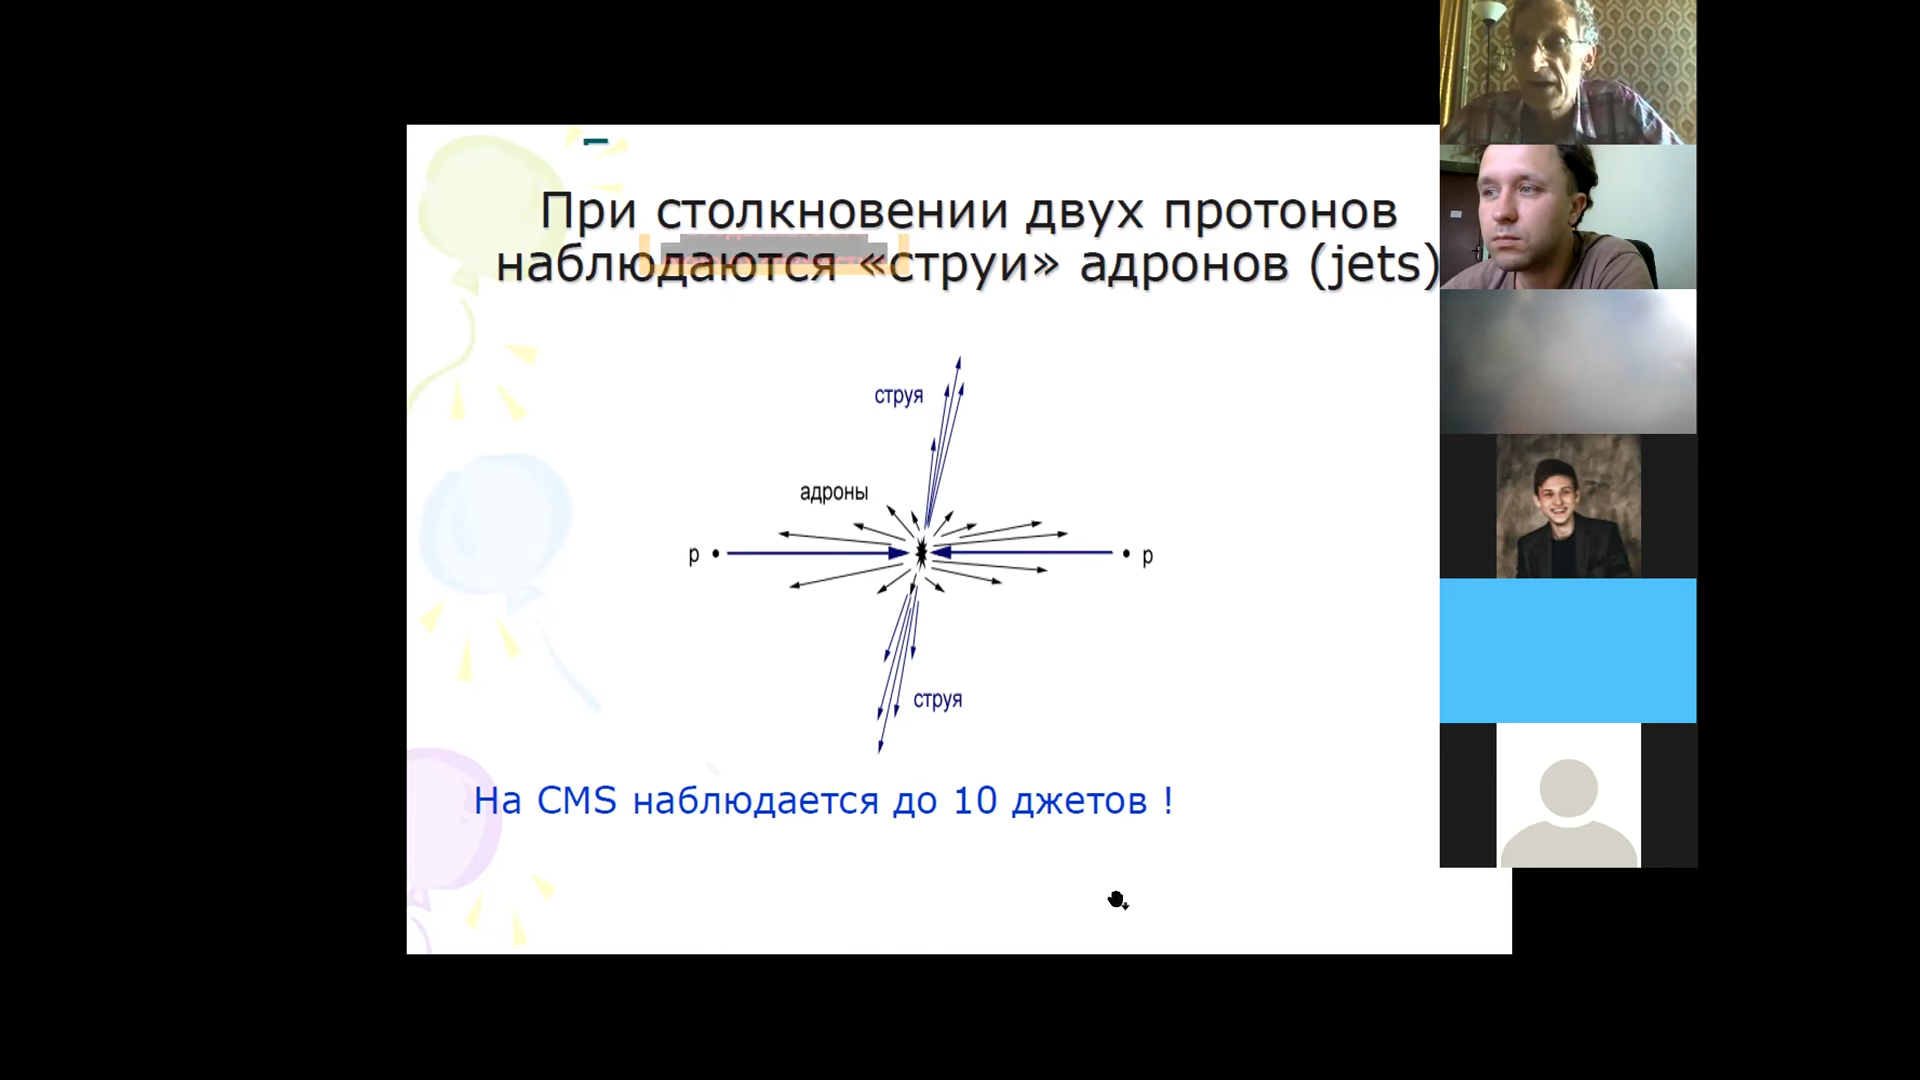 При столкновении двух протонов
наблюдаются «струи» адронов (jets)
струя
адроны
p
p
струя
На CMS наблюдается до 10 джетов !